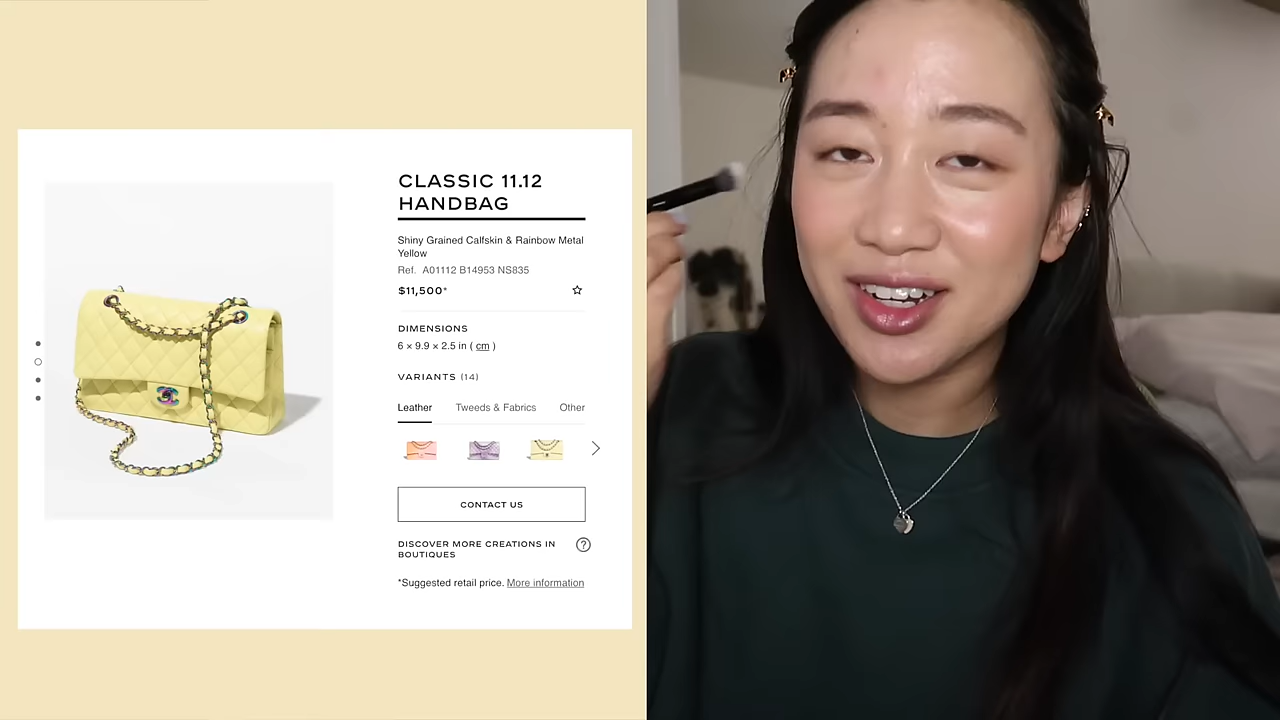 CLASSIC 11.12
HANDBAG
Shiny Grained Calfskin & Rainbow Metal
Yellow
Ref. A01112 B14953 NS835
$11,500*
DIMENSIONS
6 × 9.9 × 2.5 in ( cm )
VARIANTS (14)
Leather Tweeds & Fabrics Other
CONTACT US
DISCOVER MORE CREATIONS IN
BOUTIQUES
?
*Suggested retail price. More information